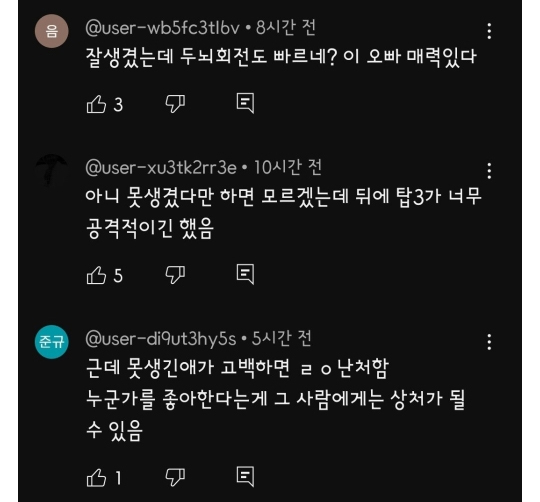 음
@user-wb5fc3tl6v • 8시간 전
잘생겼는데 두뇌회전도 빠르네? 이 오빠 매력있다
3
@user-xu3tk2rr3e • 10시간 전
아니 못생겼다만 하면 모르겠는데 뒤에 탑3가 너무
공격적이긴 했음
5
준규
@user-di9ut3hy5s • 5시간 전
근데 못생긴애가 고백하면 ㄹㅇ난처함
누군가를 좋아한다는게 그 사람에게는 상처가 될
수 있음
1